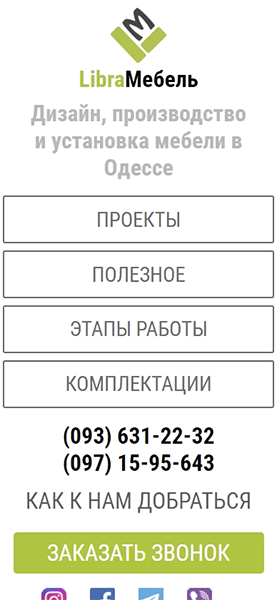 LibraМебель
Дизайн, производство
и установка мебели в
Одессе
ПРОЕКТЫ
ПОЛЕЗНОЕ
ЭТАПЫ РАБОТЫ
КОМПЛЕКТАЦИИ
(093) 631-22-32
(097) 15-95-643
КАК К НАМ ДОБРАТЬСЯ
ЗАКАЗАТЬ ЗВОНОК